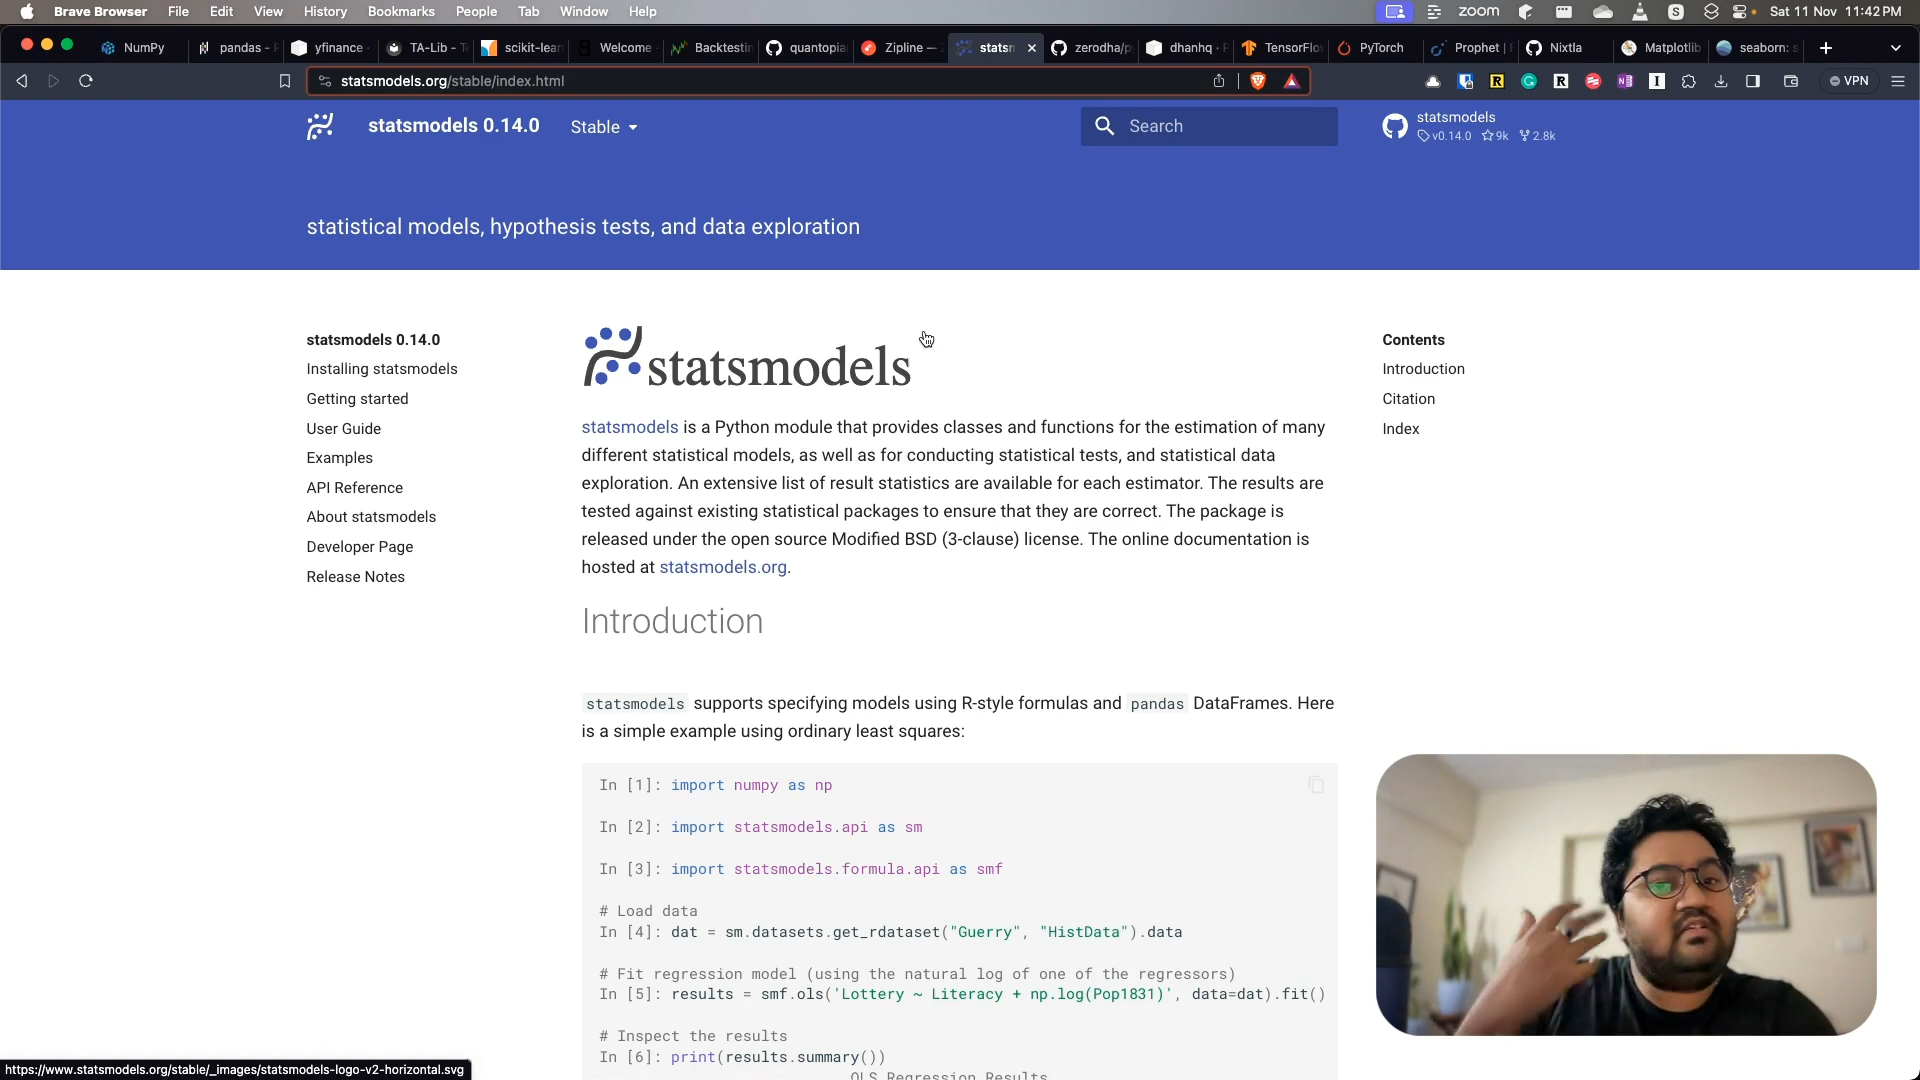 Brave Browser File Edit View History Bookmarks People Tab Window Help zoom Sat 11 Nov 11:42 PM
NumPy pandas - yfinance TA-Lib - scikit-lear Welcome Backtestin quantopia Zipline — statsn zerodha/p dhanhq · TensorFlo PyTorch Prophet | Nixtla Matplotlib seaborn: s
statsmodels.org/stable/index.html VPN
statsmodels 0.14.0 Stable Search
statsmodels
v0.14.0 9k 2.8k
statistical models, hypothesis tests, and data exploration
statsmodels 0.14.0
Installing statsmodels
Getting started
User Guide
Examples
API Reference
About statsmodels
Developer Page
Release Notes
statsmodels
statsmodels is a Python module that provides classes and functions for the estimation of many
different statistical models, as well as for conducting statistical tests, and statistical data
exploration. An extensive list of result statistics are available for each estimator. The results are
tested against existing statistical packages to ensure that they are correct. The package is
released under the open source Modified BSD (3-clause) license. The online documentation is
hosted at statsmodels.org.
Introduction
statsmodels supports specifying models using R-style formulas and pandas DataFrames. Here
is a simple example using ordinary least squares:
In [1]: import numpy as np
In [2]: import statsmodels.api as sm
In [3]: import statsmodels.formula.api as smf
# Load data
In [4]: dat = sm.datasets.get_rdataset("Guerry", "HistData").data
# Fit regression model (using the natural log of one of the regressors)
In [5]: results = smf.ols('Lottery ~ Literacy + np.log(Pop1831)', data=dat).fit()
# Inspect the results
In [6]: print(results.summary())
OLS Regression Results
Contents
Introduction
Citation
Index
https://www.statsmodels.org/stable/_images/statsmodels-logo-v2-horizontal.svg